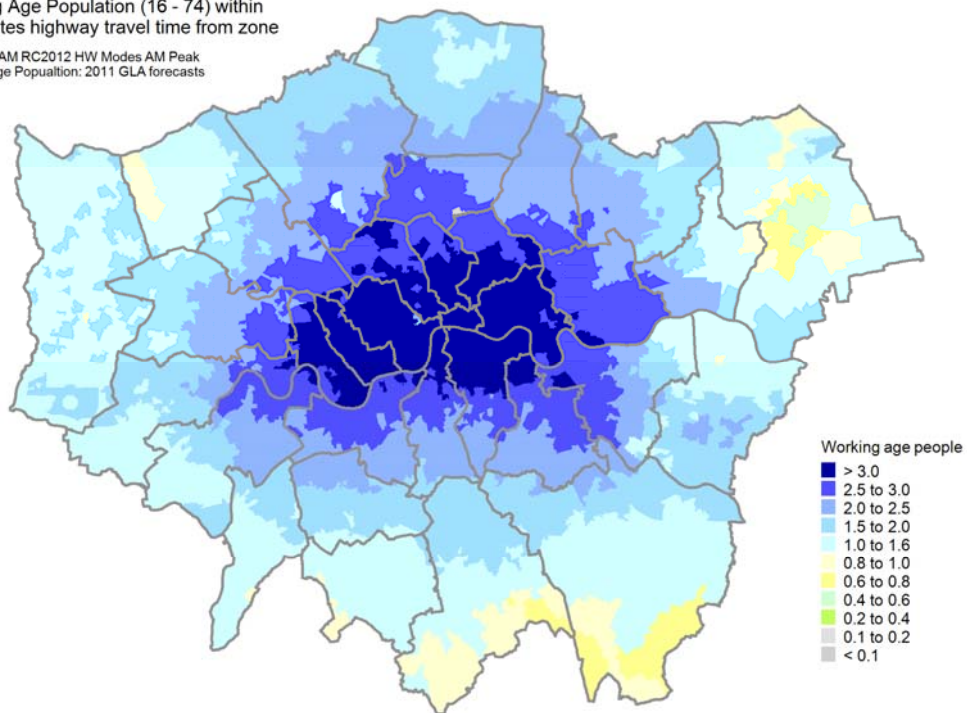 Age Population (16 - 74) within
tes highway travel time from zone
AM RC2012 HW Modes AM Peak
ge Popualtion: 2011 GLA forecasts
Working age people
> 3.0
2.5 to 3.0
2.0 to 2.5
1.5 to 2.0
1.0 to 1.6
0.8 to 1.0
0.6 to 0.8
0.4 to 0.6
0.2 to 0.4
0.1 to 0.2
< 0.1